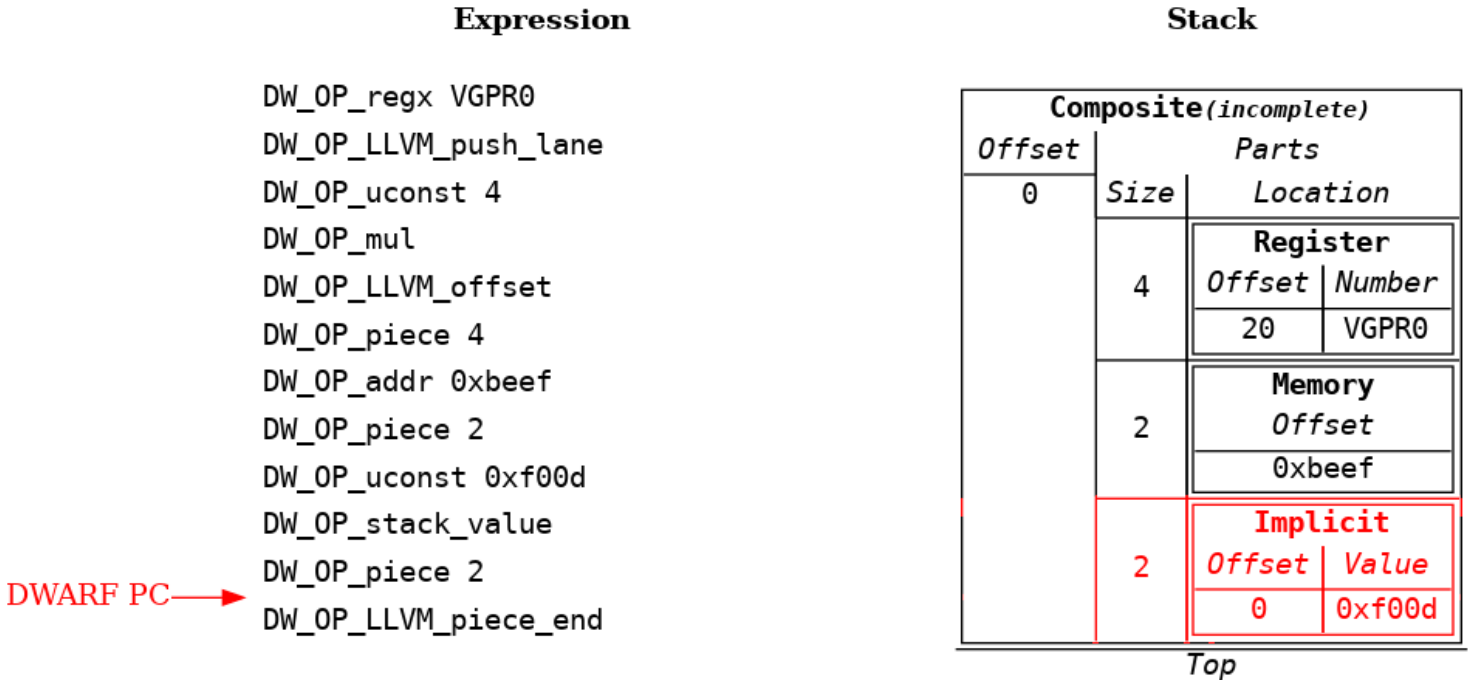 Expression
DW_OP_regx VGPR0
DW_OP_LLVM_push_lane
DW_OP_uconst 4
DW_OP_mul
DW_OP_LLVM_offset
DW_OP_piece 4
DW_OP_addr 0xbeef
DW_OP_piece 2
DW_OP_uconst 0xf00d
DW_OP_stack_value
DW_OP_piece 2
DWARF PC
DW_OP_LLVM_piece_end
Stack
Composite(incomplete)
Offset Parts
0 Size Location
Register
4 Offset Number
20 VGPR0
Memory
2 Offset
0xbeef
Implicit
2 Offset Value
0 0xf00d
Top